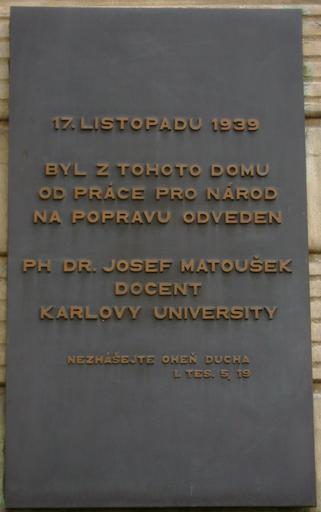 17. LISTOPADU 1939
BYL Z TOHOTO DOMU
OD PRÁCE PRO NÁROD
NA POPRAVU ODVEDEN
PH DR. JOSEF MATOUŠEK
DOCENT
KARLOVY UNIVERSITY
NEZHÁŠEJTE OHEŇ DUCHA
I. TES. 5, 19